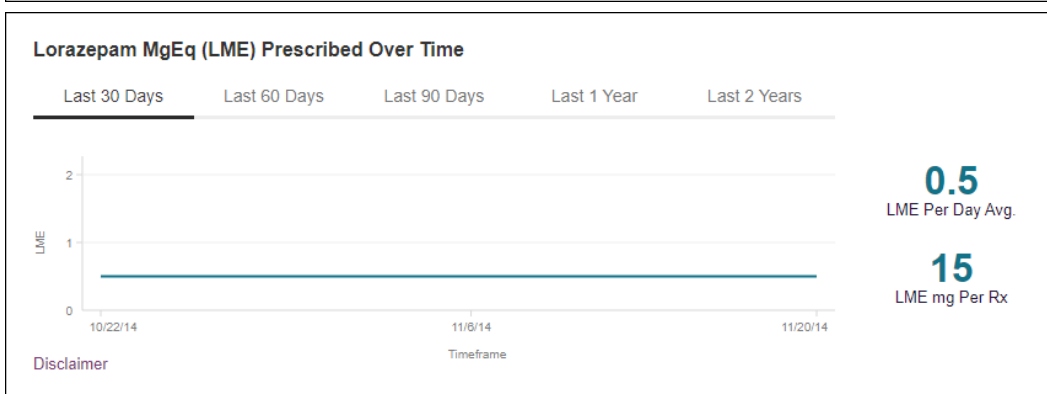 Lorazepam MgEq (LME) Prescribed Over Time
Last 30 Days Last 60 Days Last 90 Days Last 1 Year Last 2 Years
2
1
0
LME
10/22/14 11/6/14 11/20/14
Timeframe
0.5
LME Per Day Avg.
15
LME mg Per Rx
Disclaimer